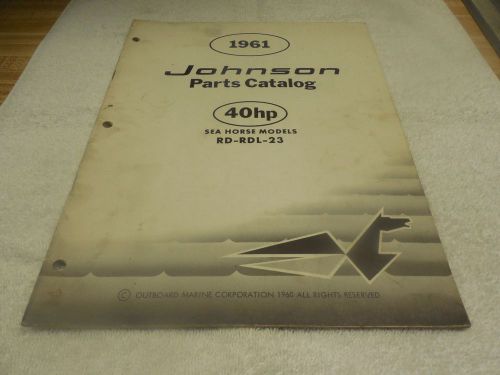 1961
Johnson
Parts Catalog
40hp
SEA HORSE MODELS
RD-RDL-23
© OUTBOARD MARINE CORPORATION 1960 ALL RIGHTS RESERVED